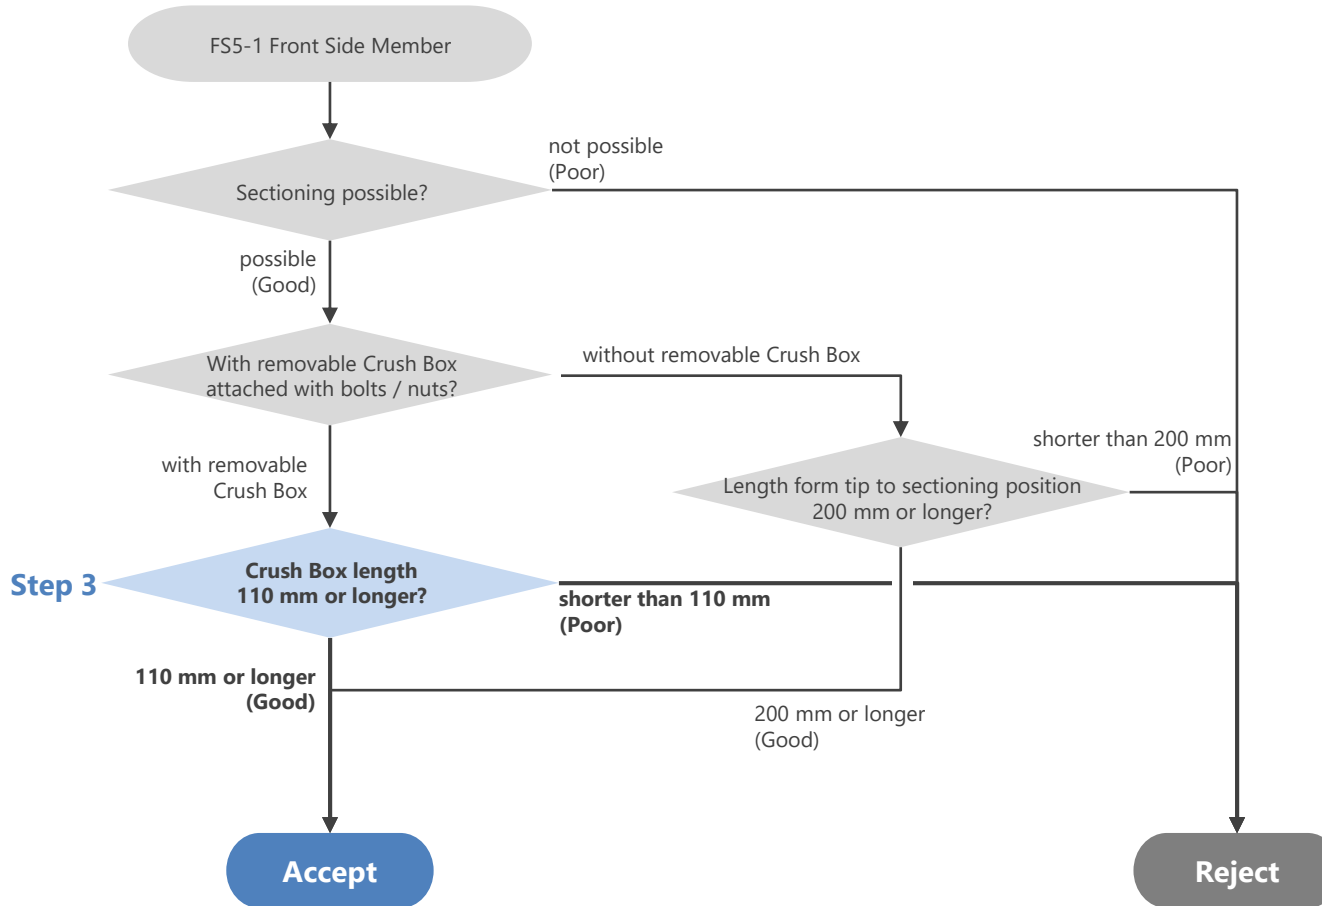 FS5-1 Front Side Member
not possible
(Poor)
Sectioning possible?
possible
(Good)
without removable Crush Box
With removable Crush Box
attached with bolts / nuts?
shorter than 200 mm
(Poor)
with removable
Crush Box
Length form tip to sectioning position
200 mm or longer?
Step 3
Crush Box length
110 mm or longer?
shorter than 110 mm
(Poor)
110 mm or longer
(Good)
200 mm or longer
(Good)
Accept
Reject